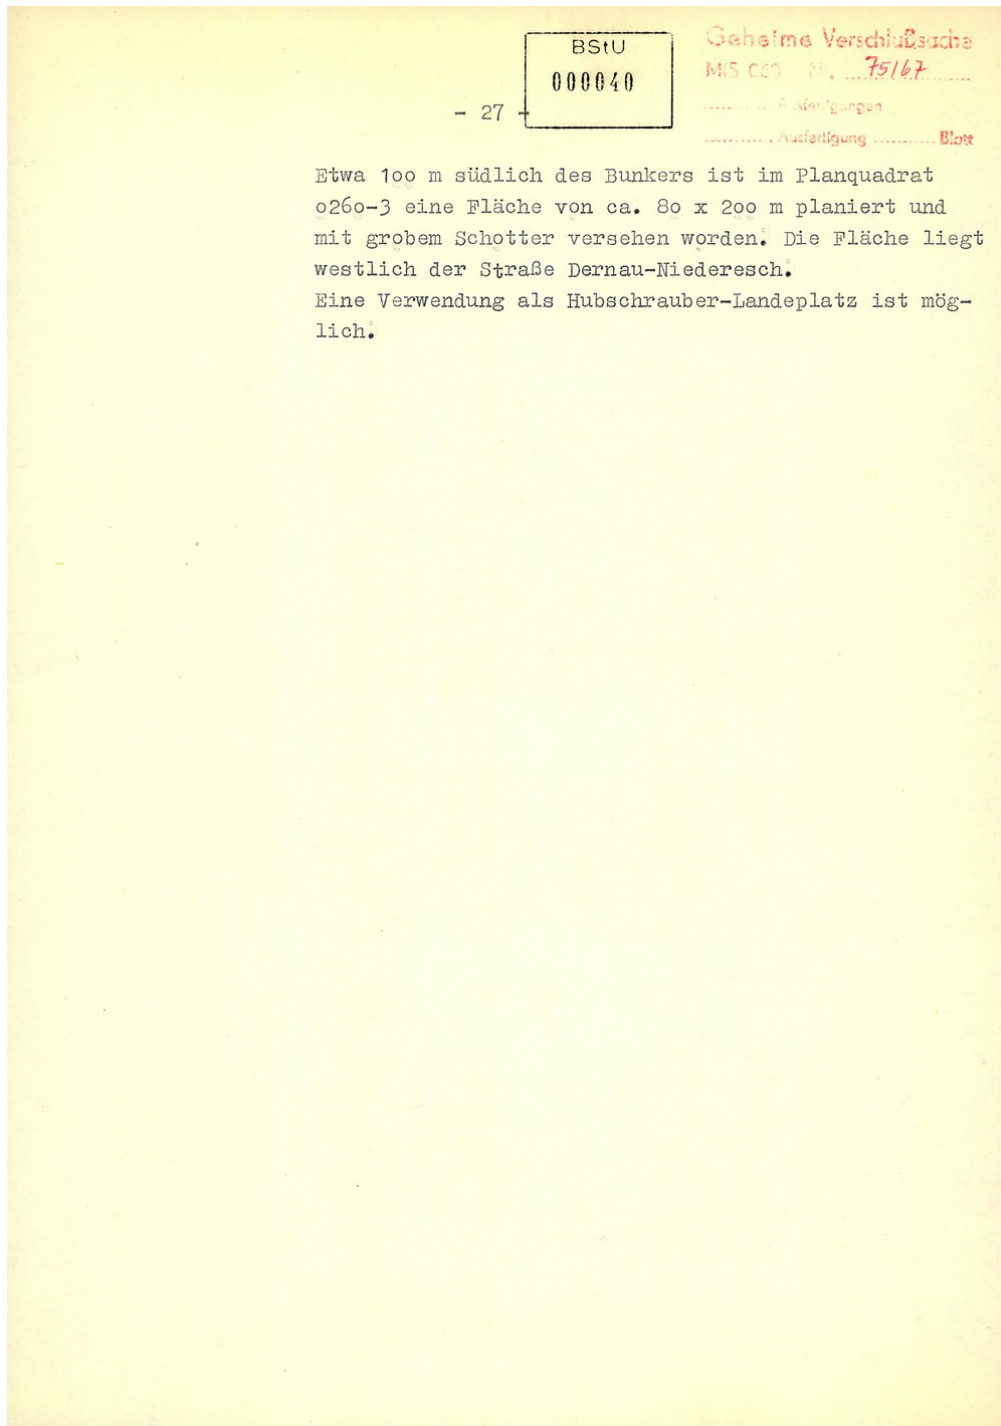 BStU
000040
- 27 -
Geheime Verschlußsache
MfS 75/67
Ausfertigungen
Ausfertigung Blatt
Etwa 1oo m südlich des Bunkers ist im Planquadrat
o26o-3 eine Fläche von ca. 8o x 2oo m planiert und
mit grobem Schotter versehen worden. Die Fläche liegt
westlich der Straße Dernau-Niederesch.
Eine Verwendung als Hubschrauber-Landeplatz ist mög-
lich.